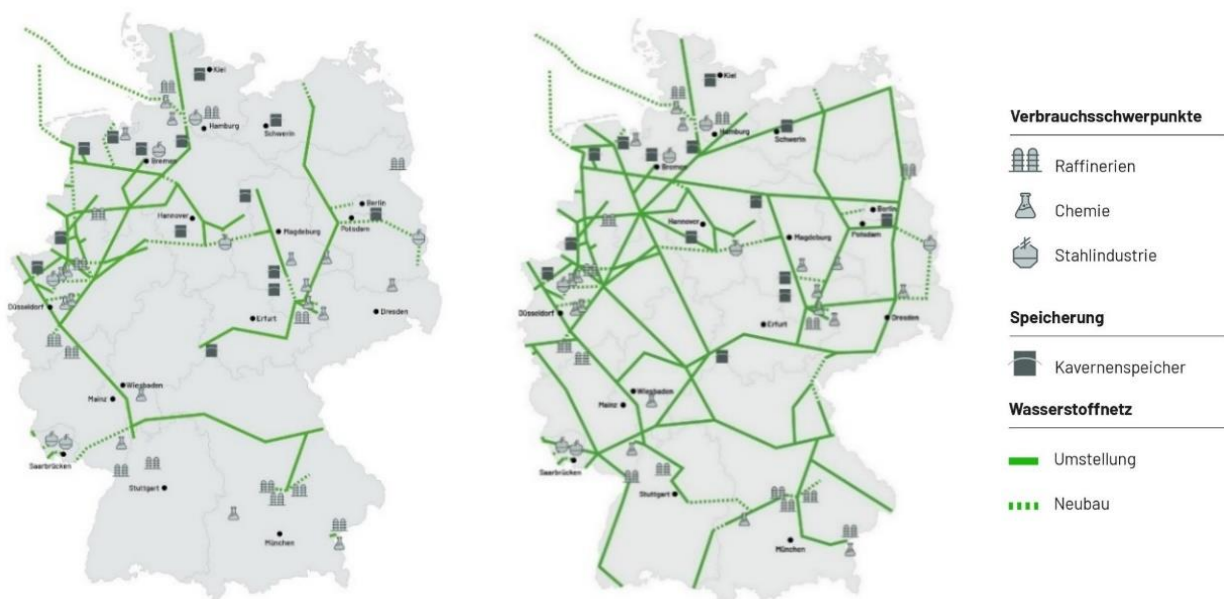 Kiel
Hamburg
Schwerin
Bremen
Hannover
Berlin
Potsdam
Magdeburg
Düsseldorf
Erfurt
Dresden
Wiesbaden
Mainz
Saarbrücken
Stuttgart
München
Kiel
Hamburg
Schwerin
Bremen
Hannover
Berlin
Potsdam
Magdeburg
Düsseldorf
Erfurt
Dresden
Wiesbaden
Mainz
Saarbrücken
Stuttgart
München
Verbrauchsschwerpunkte
Raffinerien
Chemie
Stahlindustrie
Speicherung
Kavernenspeicher
Wasserstoffnetz
Umstellung
Neubau